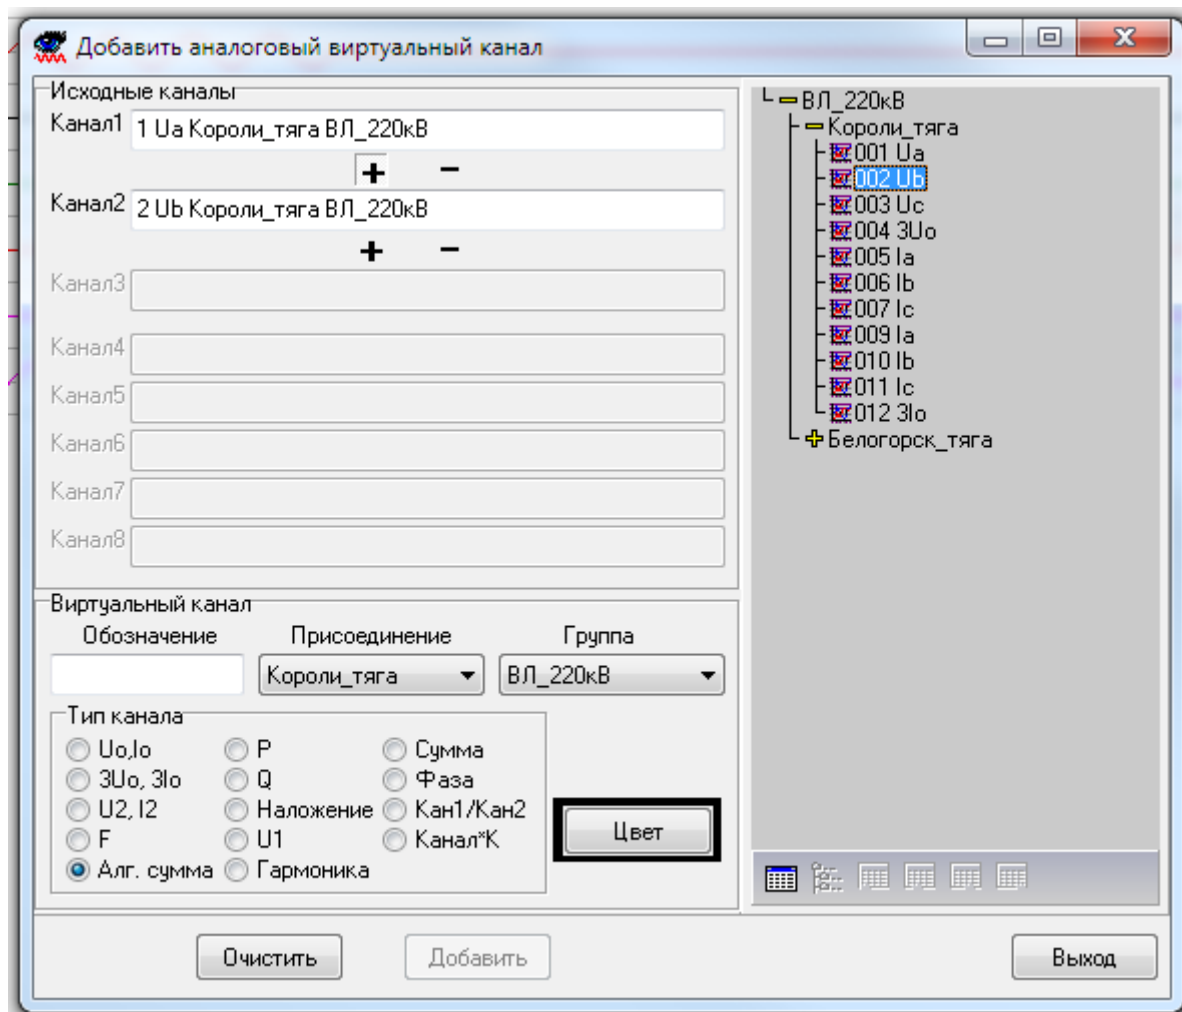 Добавить аналоговый виртуальный канал
Исходные каналы
Канал1 1 Ua Короли_тяга ВЛ_220кВ
+ −
Канал2 2 Ub Короли_тяга ВЛ_220кВ
+ −
Канал3
Канал4
Канал5
Канал6
Канал7
Канал8
Виртуальный канал
Обозначение Присоединение Группа
Короли_тяга ВЛ_220кВ
Тип канала
Uo,Io P Сумма
3Uo, 3Io Q Фаза
U2, I2 Наложение Кан1/Кан2
F U1 Канал*K
Алг. сумма Гармоника
Цвет
ВЛ_220кВ
Короли_тяга
001 Ua
002 Ub
003 Uc
004 3Uo
005 Ia
006 Ib
007 Ic
009 Ia
010 Ib
011 Ic
012 3Io
Белогорск_тяга
Очистить Добавить Выход